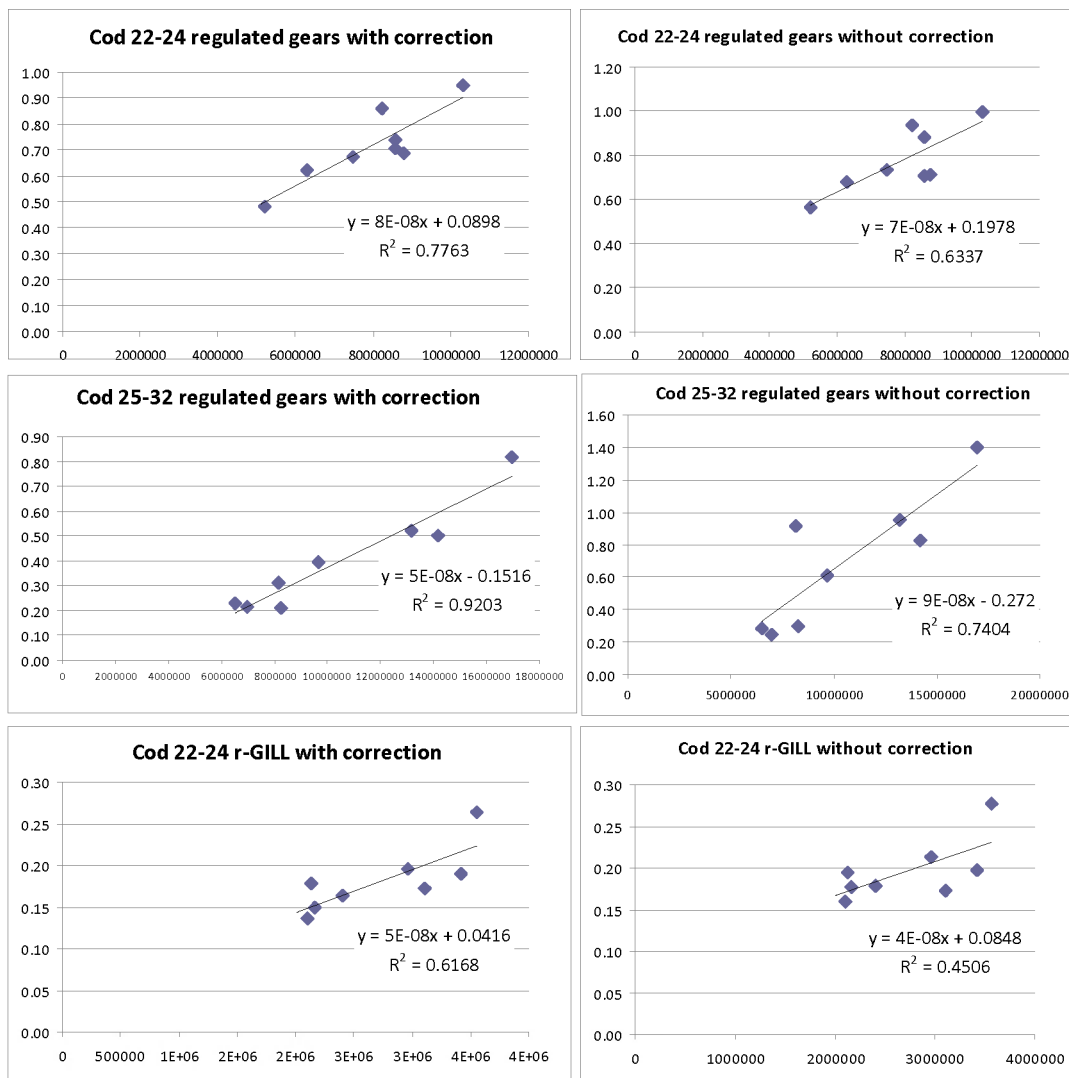 Cod 22-24 regulated gears with correction
1.00
0.90
0.80
0.70
0.60
0.50
0.40
0.30
0.20
0.10
0.00
y = 8E-08x + 0.0898
R² = 0.7763
0 2000000 4000000 6000000 8000000 10000000 12000000
Cod 22-24 regulated gears without correction
1.20
1.00
0.80
0.60
0.40
0.20
0.00
y = 7E-08x + 0.1978
R² = 0.6337
0 2000000 4000000 6000000 8000000 10000000 12000000
Cod 25-32 regulated gears with correction
0.90
0.80
0.70
0.60
0.50
0.40
0.30
0.20
0.10
0.00
y = 5E-08x - 0.1516
R² = 0.9203
0 2000000 4000000 6000000 8000000 10000000 12000000 14000000 16000000 18000000
Cod 25-32 regulated gears without correction
1.60
1.40
1.20
1.00
0.80
0.60
0.40
0.20
0.00
y = 9E-08x - 0.272
R² = 0.7404
0 5000000 10000000 15000000 20000000
Cod 22-24 r-GILL with correction
0.30
0.25
0.20
0.15
0.10
0.05
0.00
y = 5E-08x + 0.0416
R² = 0.6168
0 500000 1E+06 2E+06 2E+06 3E+06 3E+06 4E+06 4E+06
Cod 22-24 r-GILL without correction
0.30
0.25
0.20
0.15
0.10
0.05
0.00
y = 4E-08x + 0.0848
R² = 0.4506
0 1000000 2000000 3000000 4000000